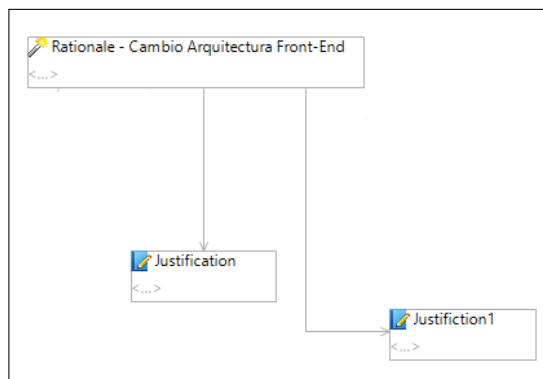 Rationale - Cambio Arquitectura Front-End
<...>
Justification
<...>
Justifiction1
<...>